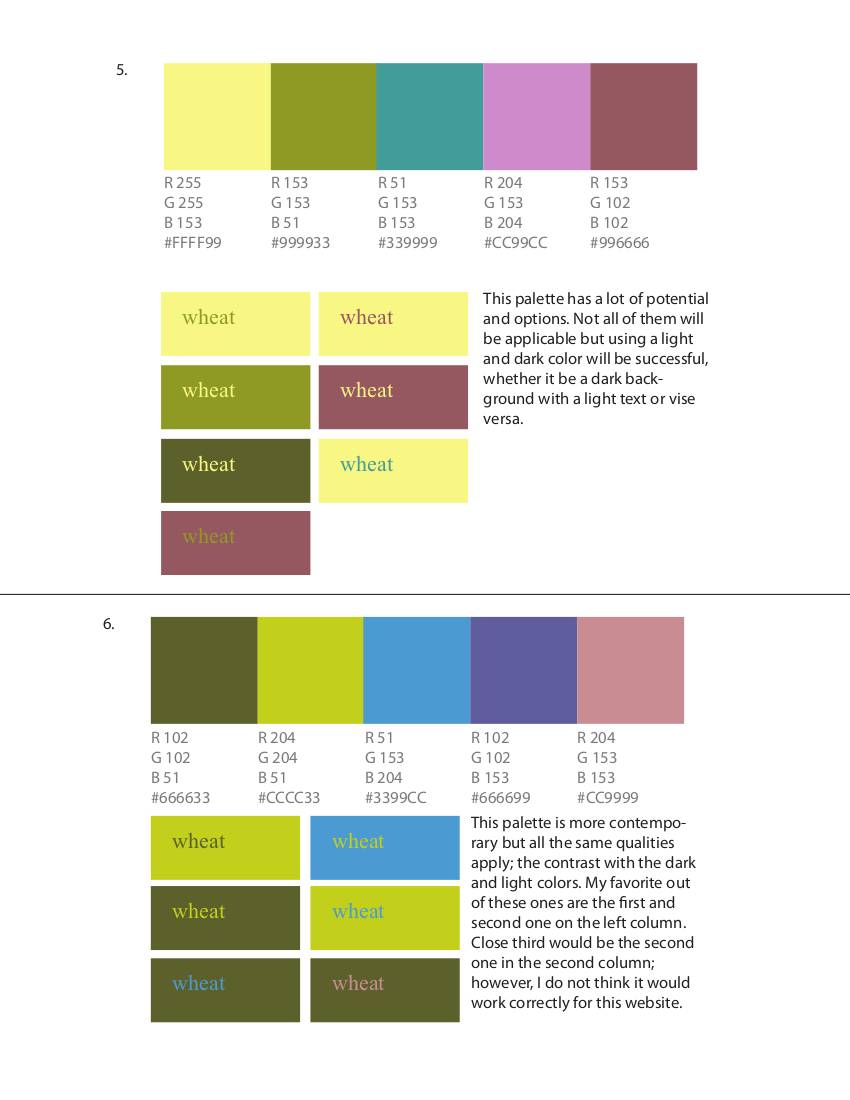 5.
R 255
G 255
B 153
#FFFF99
R 153
G 153
B 51
#999933
R 51
G 153
B 153
#339999
R 204
G 153
B 204
#CC99CC
R 153
G 102
B 102
#996666
wheat
wheat
wheat
wheat
wheat
wheat
wheat
This palette has a lot of potential
and options. Not all of them will
be applicable but using a light
and dark color will be successful,
whether it be a dark back-
ground with a light text or vise
versa.
6.
R 102
G 102
B 51
#666633
R 204
G 204
B 51
#CCCC33
R 51
G 153
B 204
#3399CC
R 102
G 102
B 153
#666699
R 204
G 153
B 153
#CC9999
wheat
wheat
wheat
wheat
wheat
wheat
This palette is more contempo-
rary but all the same qualities
apply; the contrast with the dark
and light colors. My favorite out
of these ones are the first and
second one on the left column.
Close third would be the second
one in the second column;
however, I do not think it would
work correctly for this website.